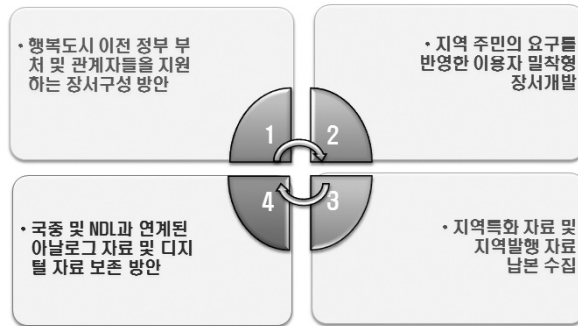 • 행복도시 이전 정부 부
처 및 관계자들을 지원
하는 장서구성 방안
• 지역 주민의 요구를
반영한 이용자 밀착형
장서개발
1
2
4
3
• 국중 및 NDL과 연계된
아날로그 자료 및 디지
털 자료 보존 방안
• 지역특화 자료 및
지역발행 자료
납본 수집